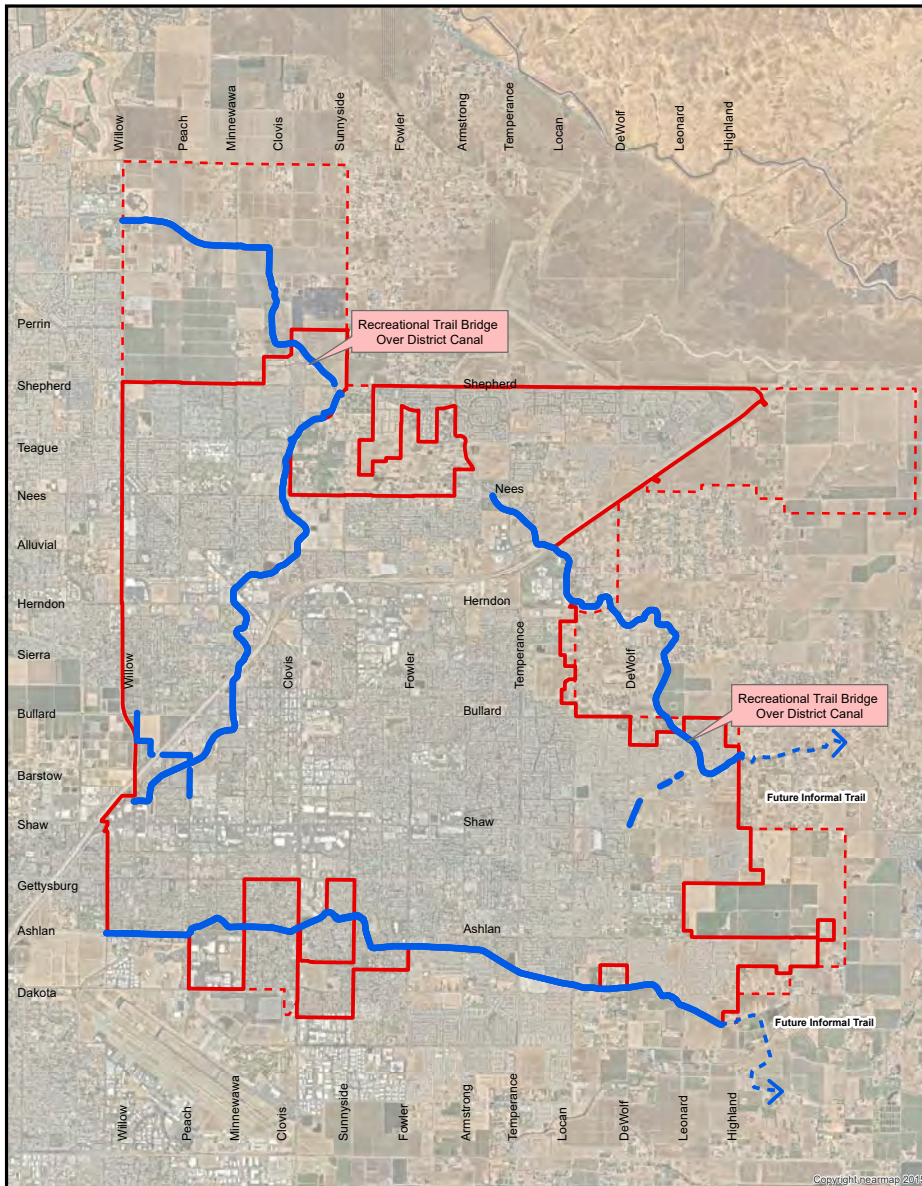 Willow
Peach
Minnewawa
Clovis
Sunnyside
Fowler
Armstrong
Temperance
Locan
DeWolf
Leonard
Highland
Perrin
Recreational Trail Bridge
Over District Canal
Shepherd
Shepherd
Teague
Nees
Nees
Alluvial
Herndon
Herndon
Sierra
Willow
Clovis
Fowler
Temperance
DeWolf
Bullard
Bullard
Recreational Trail Bridge
Over District Canal
Barstow
Future Informal Trail
Shaw
Shaw
Gettysburg
Ashlan
Ashlan
Dakota
Future Informal Trail
Willow
Peach
Minnewawa
Clovis
Sunnyside
Fowler
Armstrong
Temperance
Locan
DeWolf
Leonard
Highland
Copyright nearmap 201